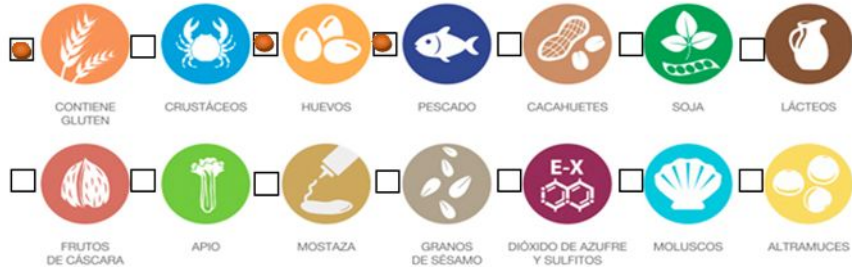 CONTIENE
GLUTEN
CRUSTÁCEOS
HUEVOS
PESCADO
CACAHUETES
SOJA
LÁCTEOS
E-X
FRUTOS
DE CÁSCARA
APIO
MOSTAZA
GRANOS
DE SÉSAMO
DIÓXIDO DE AZUFRE
Y SULFITOS
MOLUSCOS
ALTRAMUCES